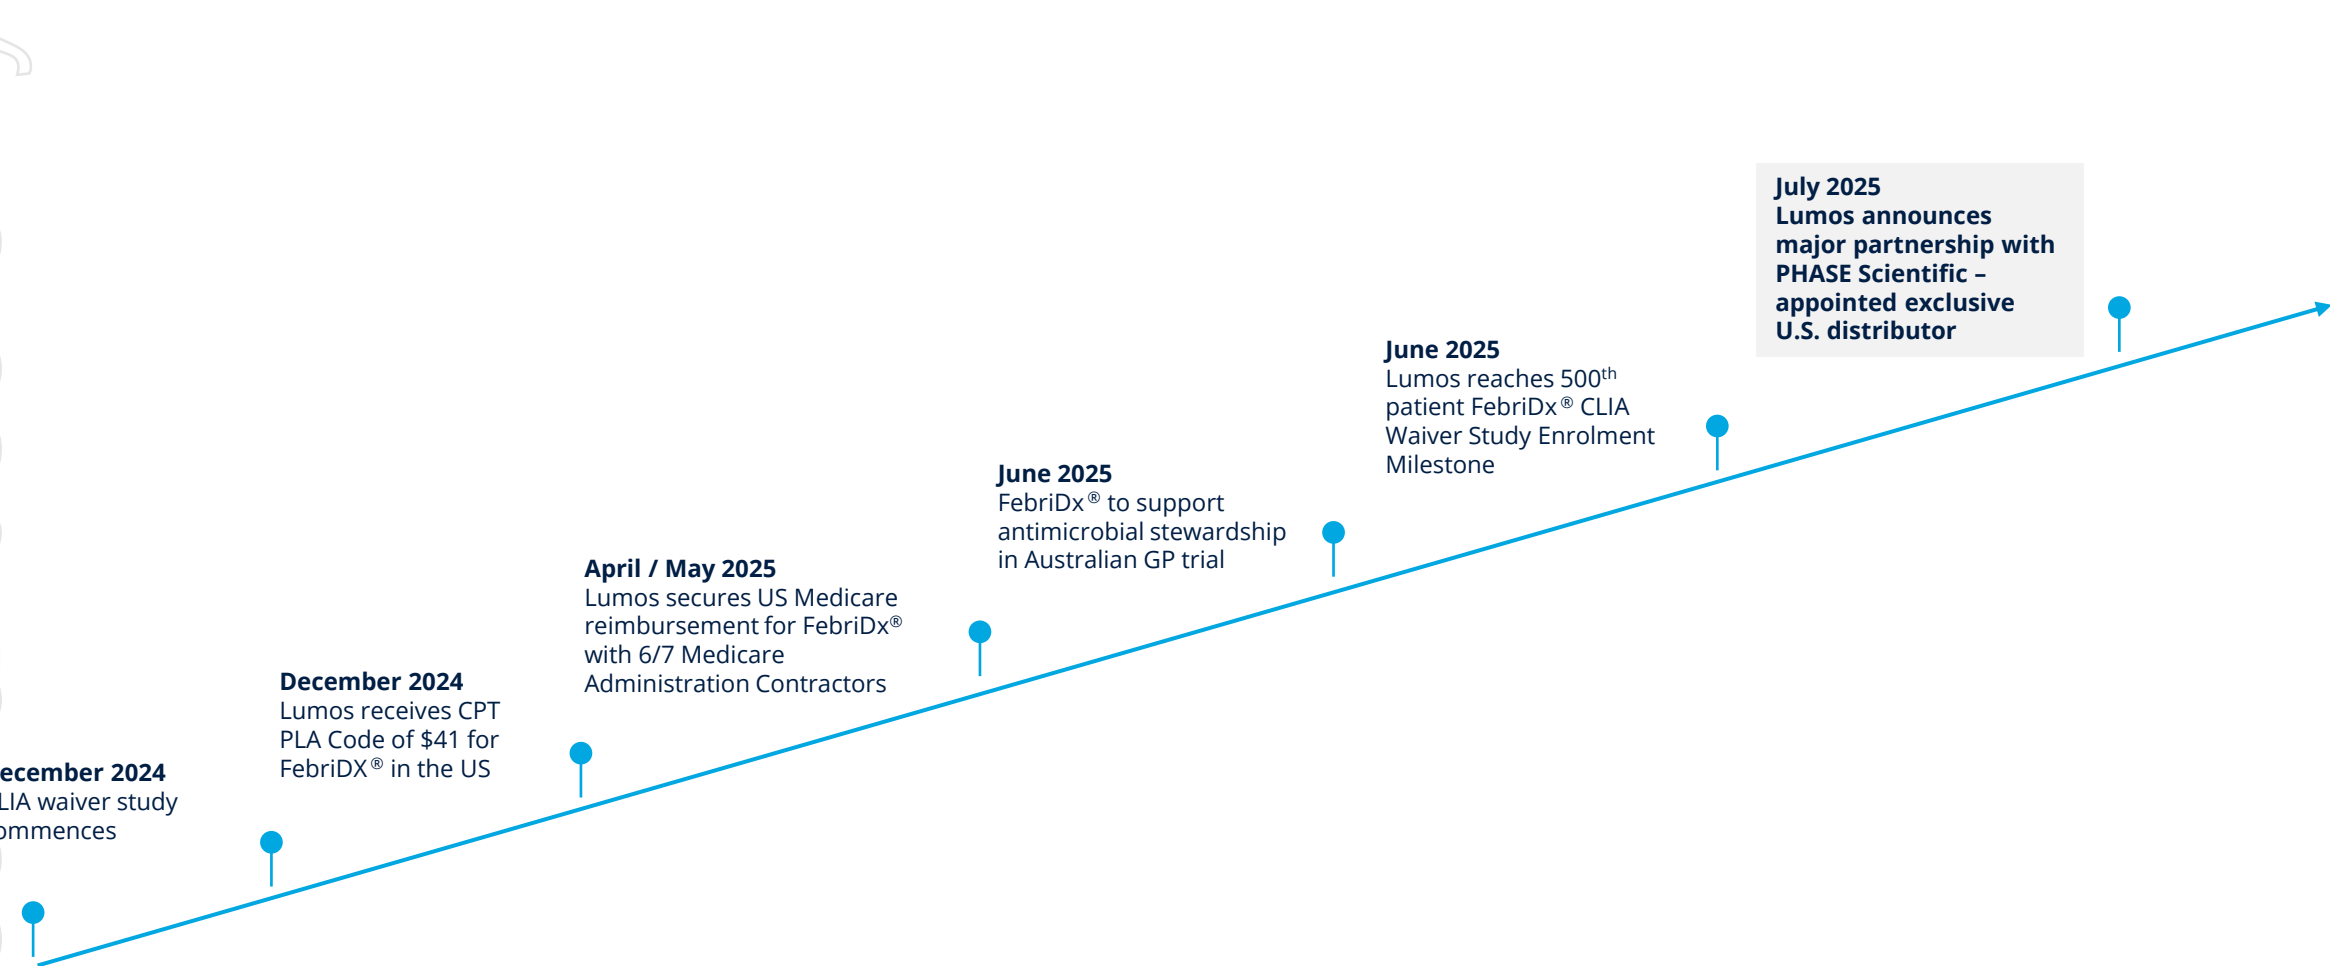 ecember 2024
LIA waiver study
ommences
December 2024
Lumos receives CPT
PLA Code of $41 for
FebriDX® in the US
April / May 2025
Lumos secures US Medicare
reimbursement for FebriDx®
with 6/7 Medicare
Administration Contractors
June 2025
FebriDx® to support
antimicrobial stewardship
in Australian GP trial
June 2025
Lumos reaches 500th
patient FebriDx® CLIA
Waiver Study Enrolment
Milestone
July 2025
Lumos announces
major partnership with
PHASE Scientific –
appointed exclusive
U.S. distributor